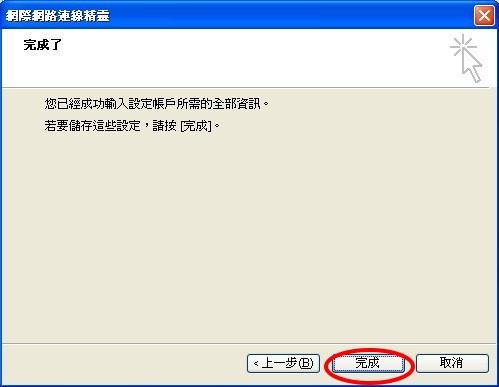 網際網路連線精靈
完成了
您已經成功輸入設定帳戶所需的全部資訊。
若要儲存這些設定，請按 [完成]。
< 上一步(B)
完成
取消